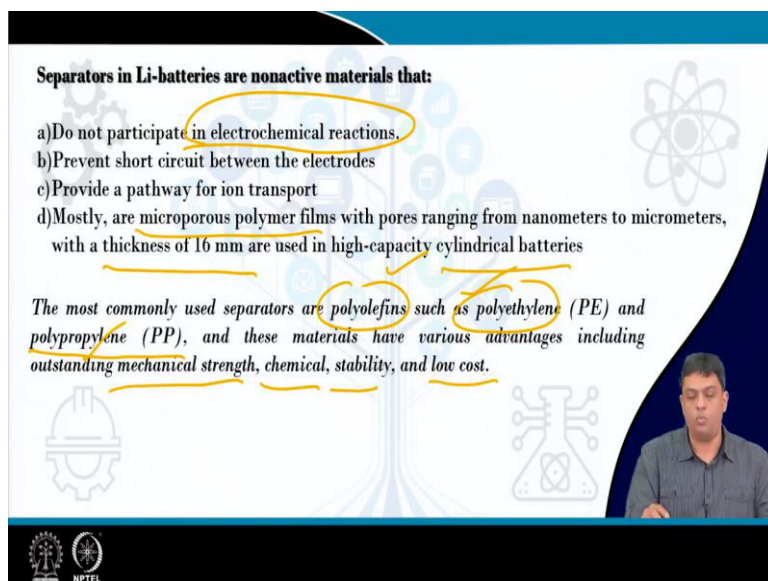 Separators in Li-batteries are nonactive materials that:
a)Do not participate in electrochemical reactions.
b)Prevent short circuit between the electrodes
c)Provide a pathway for ion transport
d)Mostly, are microporous polymer films with pores ranging from nanometers to micrometers,
with a thickness of 16 mm are used in high-capacity cylindrical batteries
The most commonly used separators are polyolefins such as polyethylene (PE) and
polypropylene (PP), and these materials have various advantages including
outstanding mechanical strength, chemical, stability, and low cost.
NPTEL